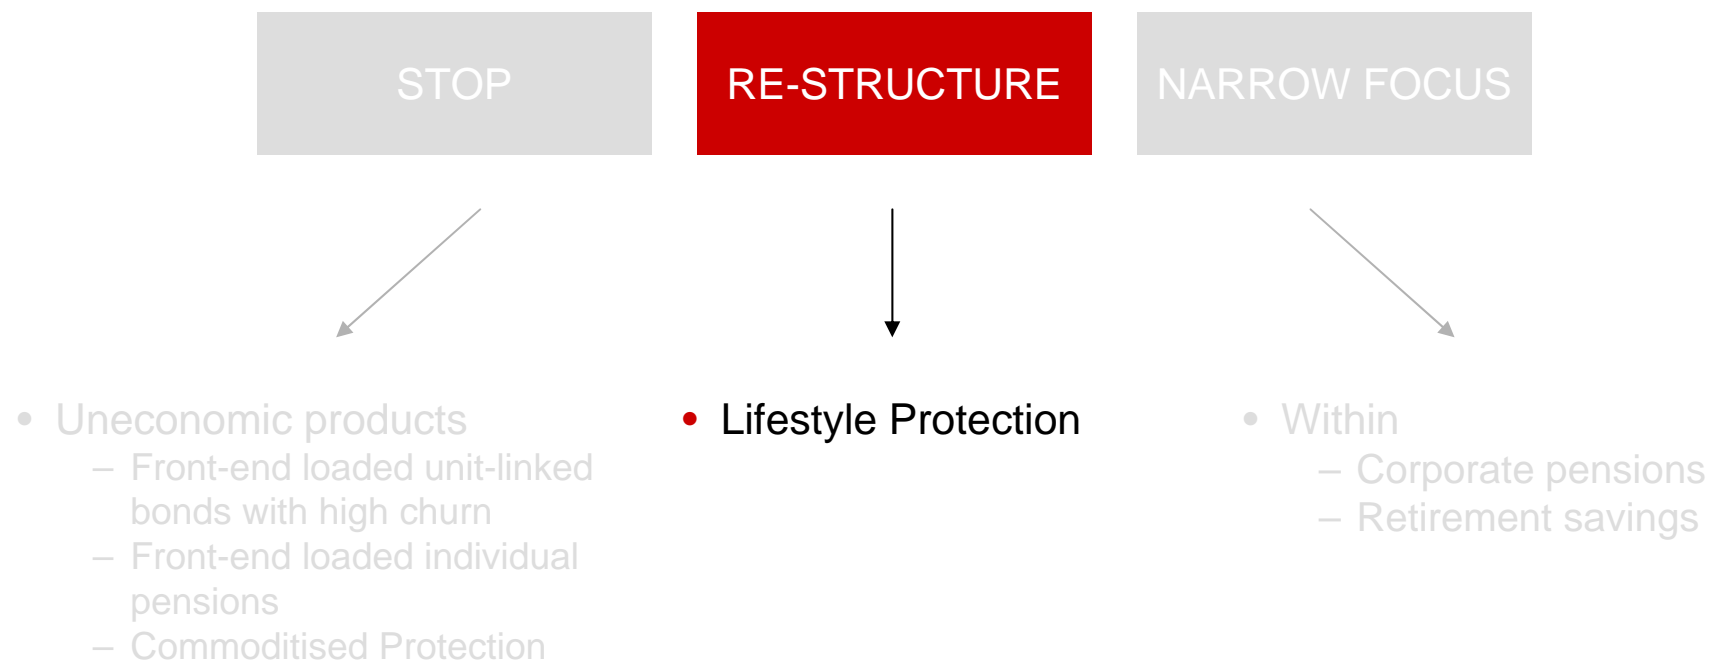 STOP
RE-STRUCTURE
NARROW FOCUS
• Uneconomic products
– Front-end loaded unit-linked
bonds with high churn
– Front-end loaded individual
pensions
– Commoditised Protection
• Lifestyle Protection
• Within
– Corporate pensions
– Retirement savings